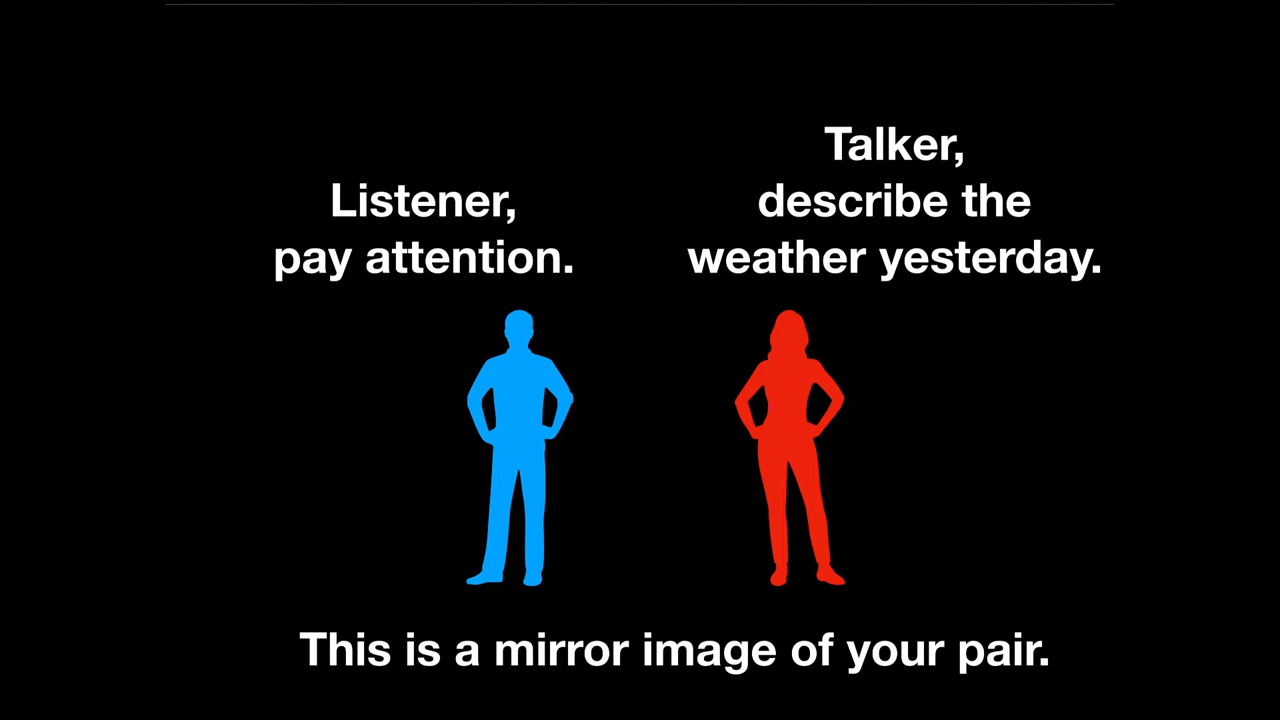 Listener,
pay attention.
Talker,
describe the
weather yesterday.
This is a mirror image of your pair.